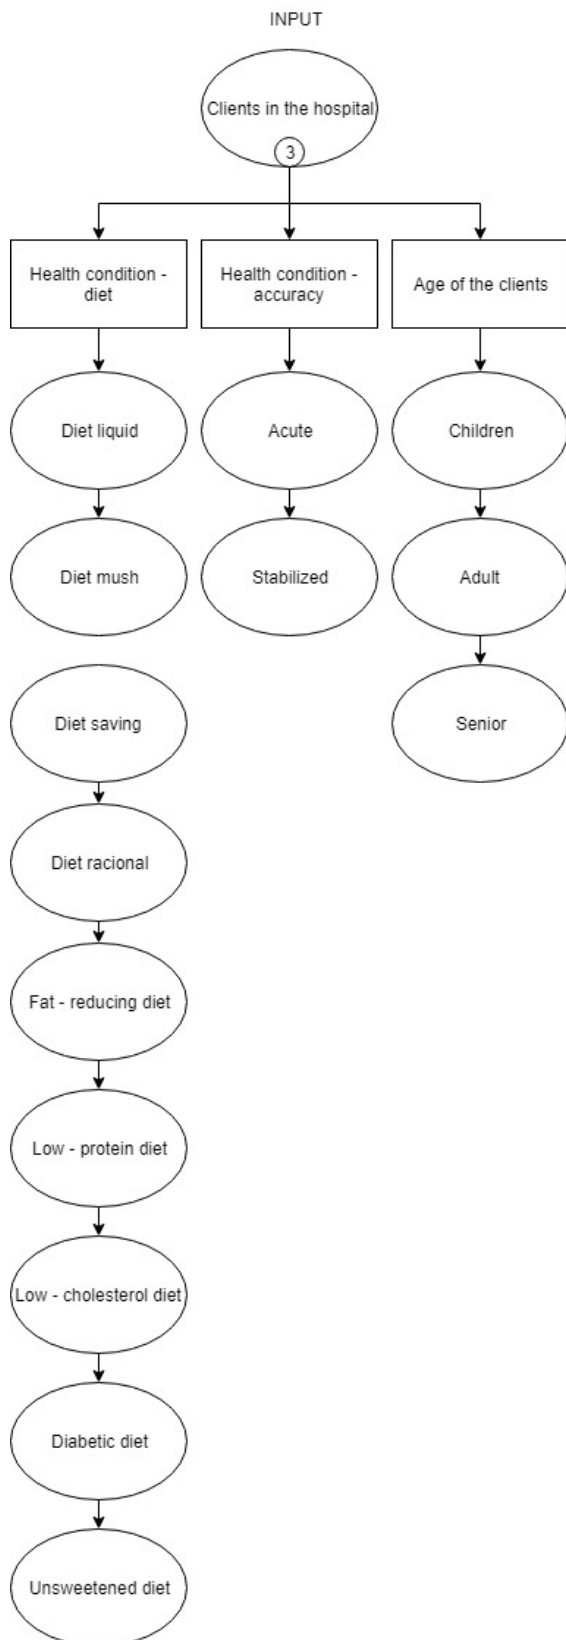 INPUT
Clients in the hospital
3
Health condition -
diet
Health condition -
accuracy
Age of the clients
Diet liquid
Acute
Children
Diet mush
Stabilized
Adult
Diet saving
Senior
Diet racional
Fat - reducing diet
Low - protein diet
Low - cholesterol diet
Diabetic diet
Unsweetened diet